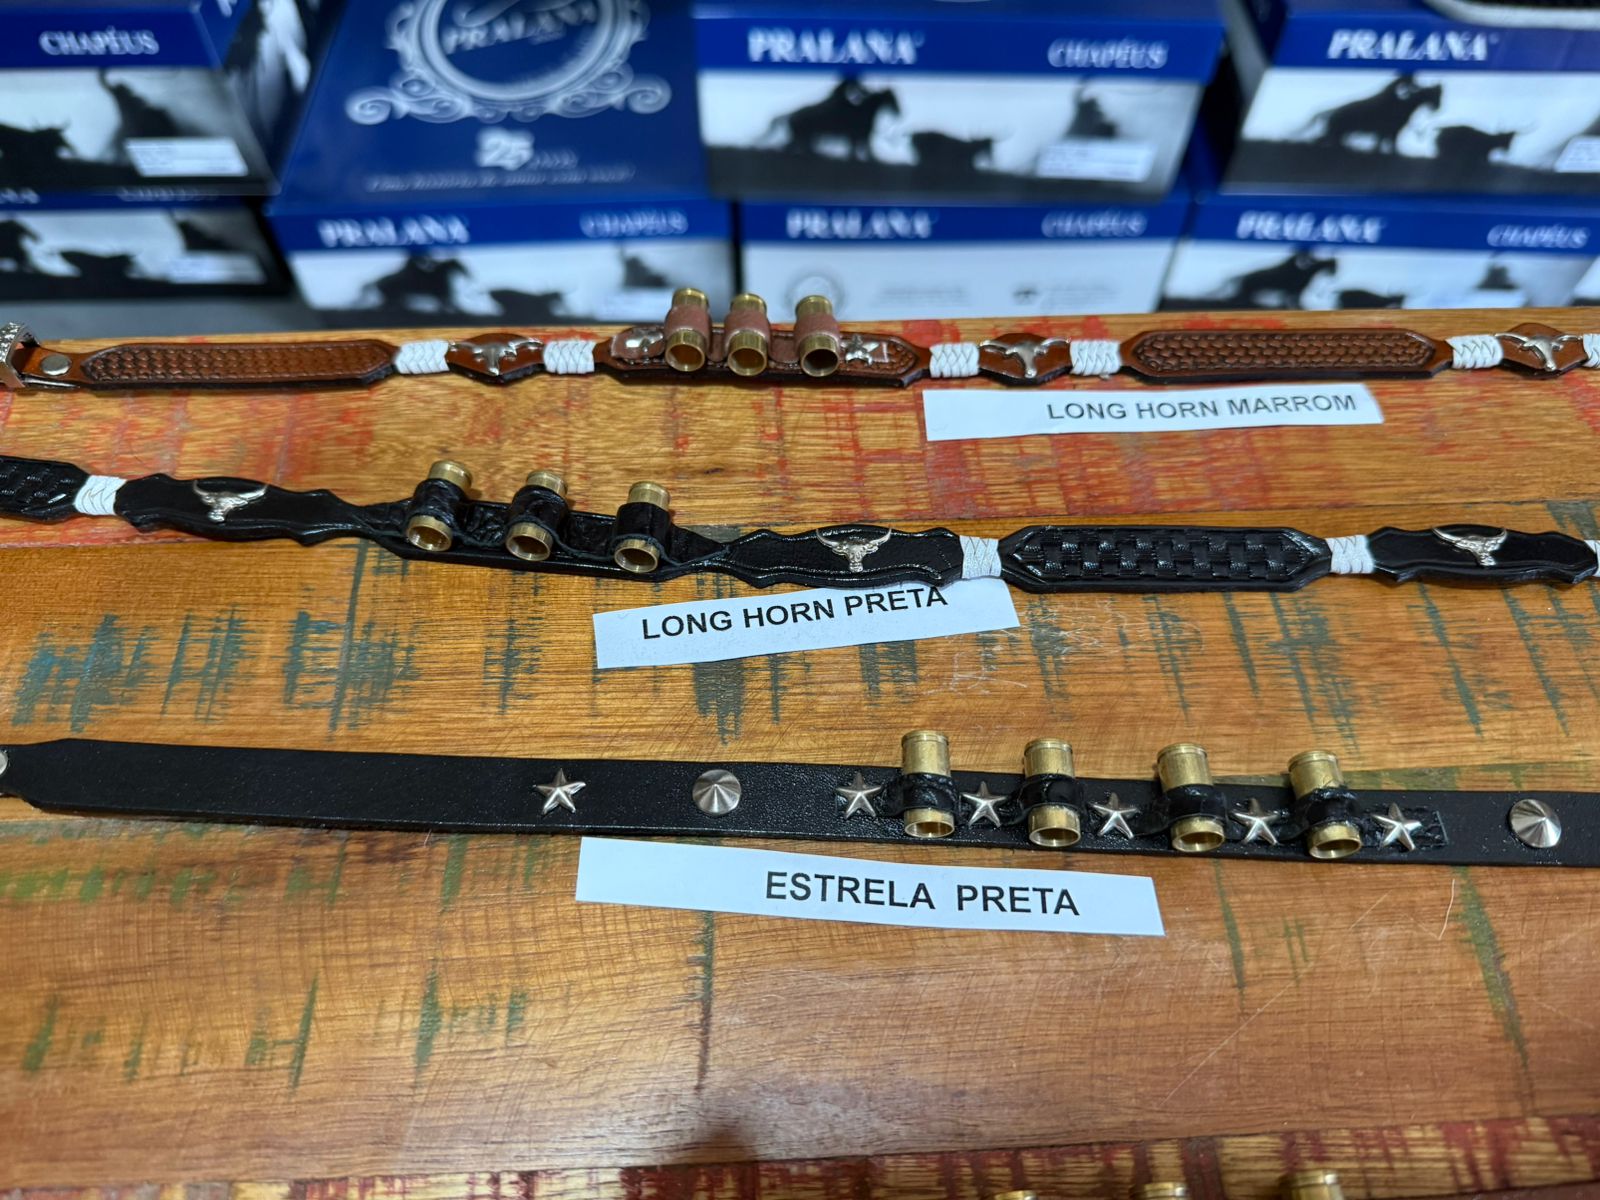 CHAPÉUS
PRALANA
25
PRALANA CHAPÉUS
PRALANA CHAPÉUS
PRALANA CHAPÉUS
PRALANA CHAPÉUS
PRALANA CHAPÉUS
LONG HORN MARROM
LONG HORN PRETA
ESTRELA PRETA